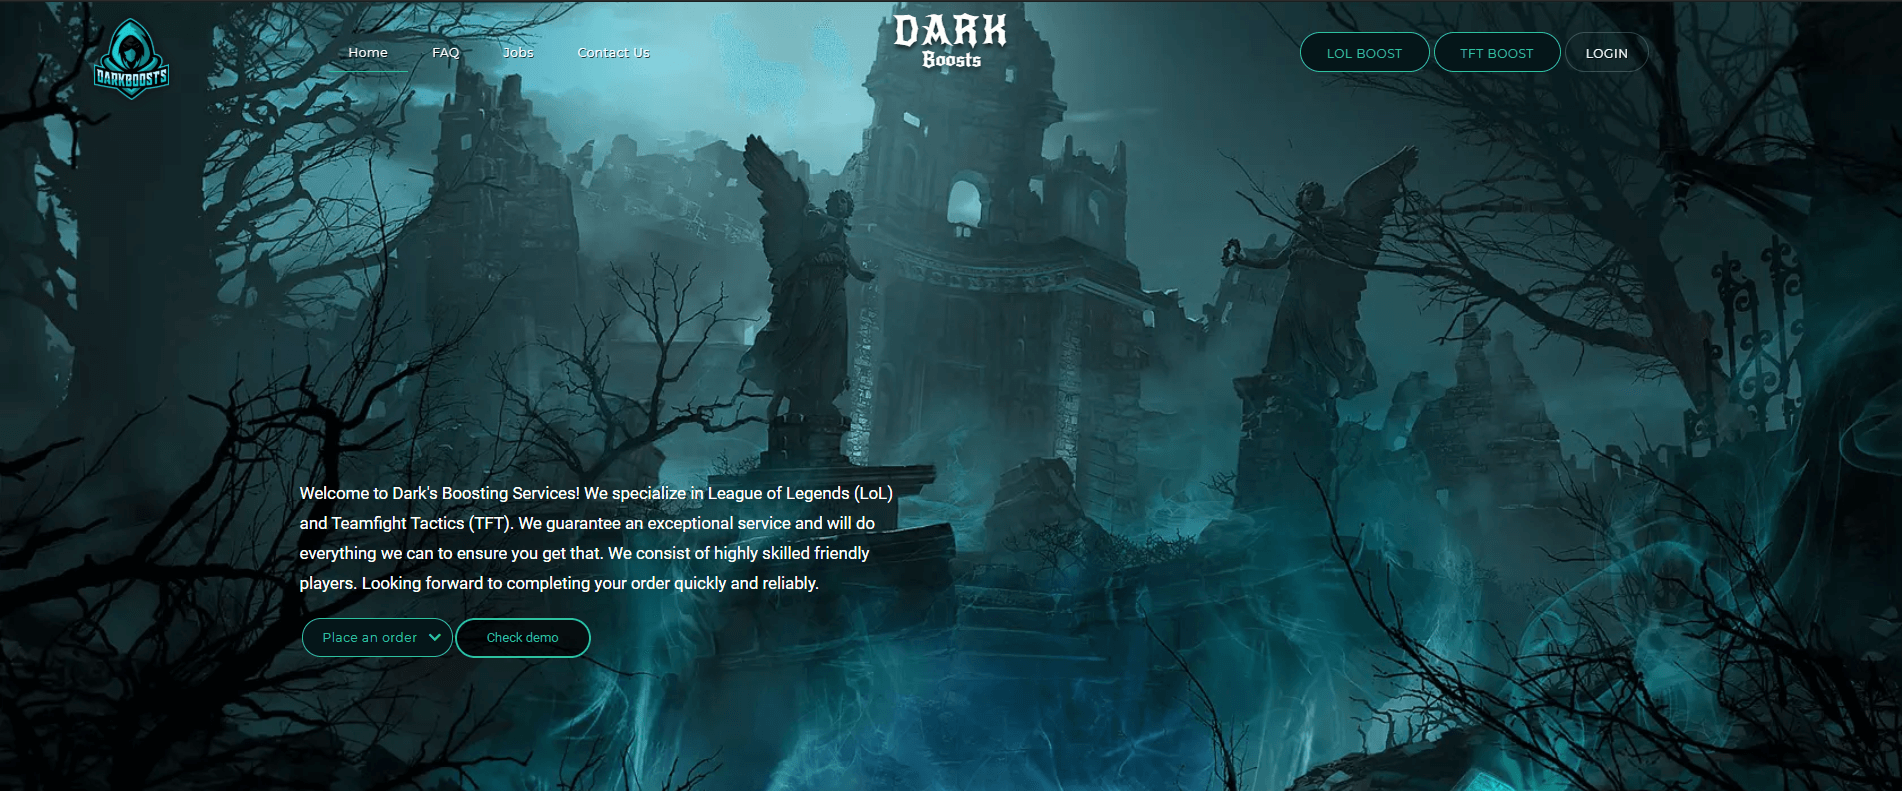 DARKBOOSTS
Home FAQ Jobs Contact Us
DARK
Boosts
LOL BOOST TFT BOOST LOGIN
Welcome to Dark's Boosting Services! We specialize in League of Legends (LoL)
and Teamfight Tactics (TFT). We guarantee an exceptional service and will do
everything we can to ensure you get that. We consist of highly skilled friendly
players. Looking forward to completing your order quickly and reliably.
Place an order Check demo